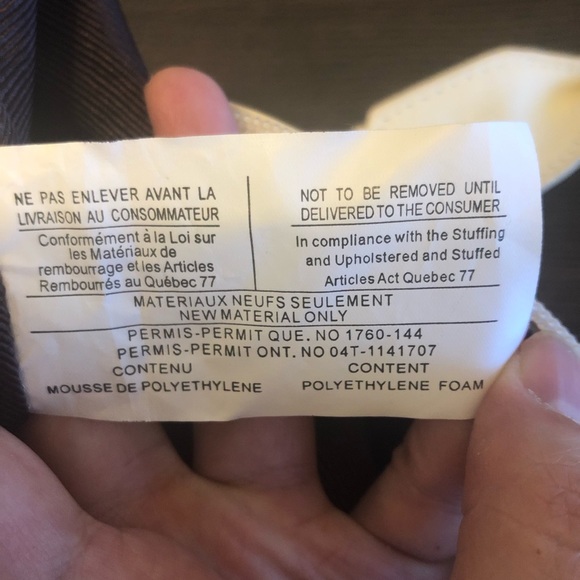 NE PAS ENLEVER AVANT LA
LIVRAISON AU CONSOMMATEUR
Conformément à la Loi sur
les Matériaux de
rembourrage et les Articles
Rembourrés au Québec 77
NOT TO BE REMOVED UNTIL
DELIVERED TO THE CONSUMER
In compliance with the Stuffing
and Upholstered and Stuffed
Articles Act Quebec 77
MATERIAUX NEUFS SEULEMENT
NEW MATERIAL ONLY
PERMIS-PERMIT QUE. NO 1760-144
PERMIS-PERMIT ONT. NO 04T-1141707
CONTENU
MOUSSE DE POLYETHYLENE
CONTENT
POLYETHYLENE FOAM